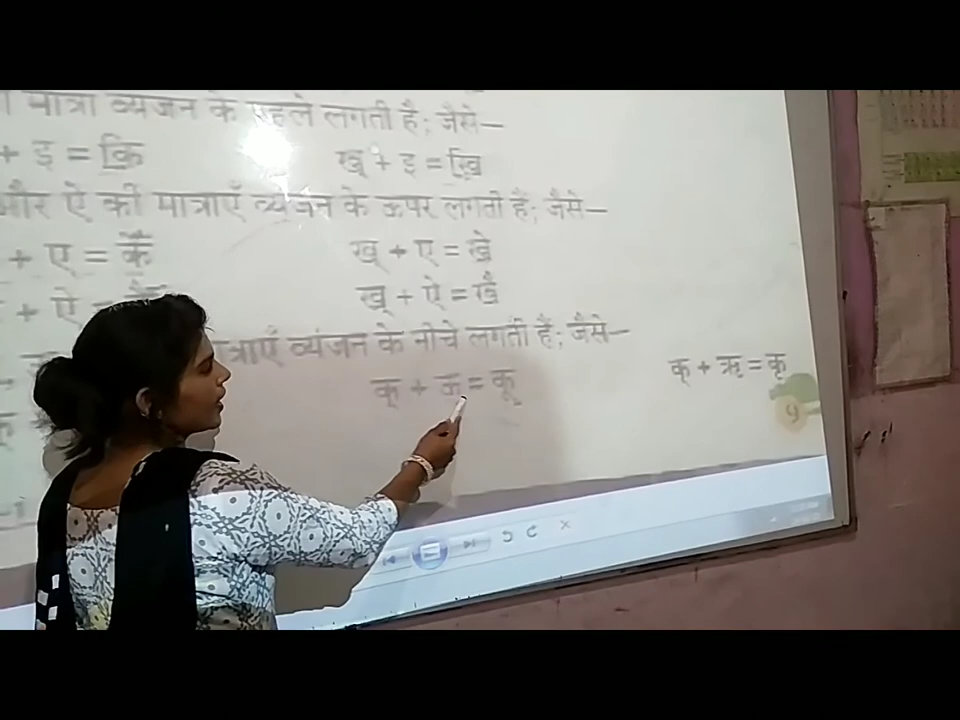 मात्रा व्यंजन के पहले लगती है; जैसे—
+ इ = कि ख् + इ = खि
और ऐ की मात्राएँ व्यंजन के ऊपर लगती हैं; जैसे—
+ ए = के ख् + ए = खे
+ ऐ = ख् + ऐ = खै
व्यंजन के नीचे लगती हैं; जैसे—
क् + ऊ = कू क् + ऋ = कृ
9